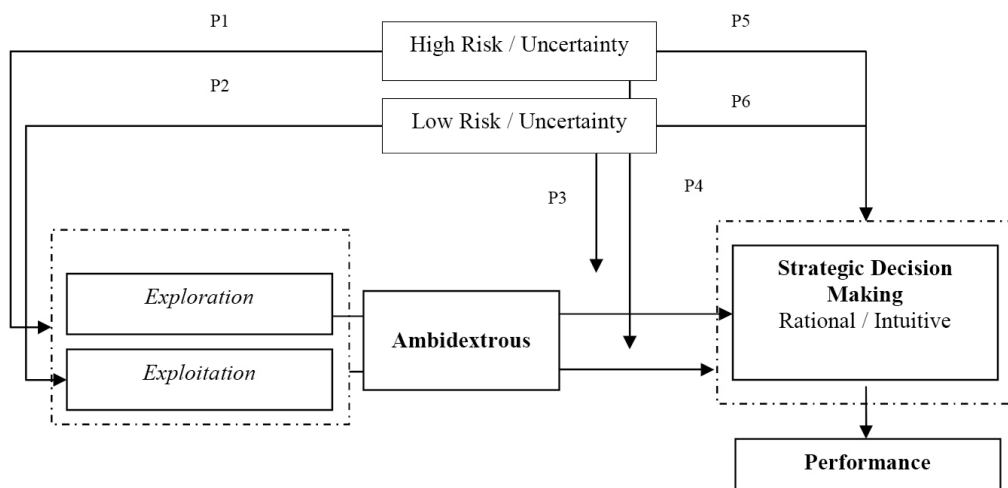 P1
High Risk / Uncertainty
P5
P2
Low Risk / Uncertainty
P6
P3
P4
Exploration
Exploitation
Ambidextrous
Strategic Decision
Making
Rational / Intuitive
Performance